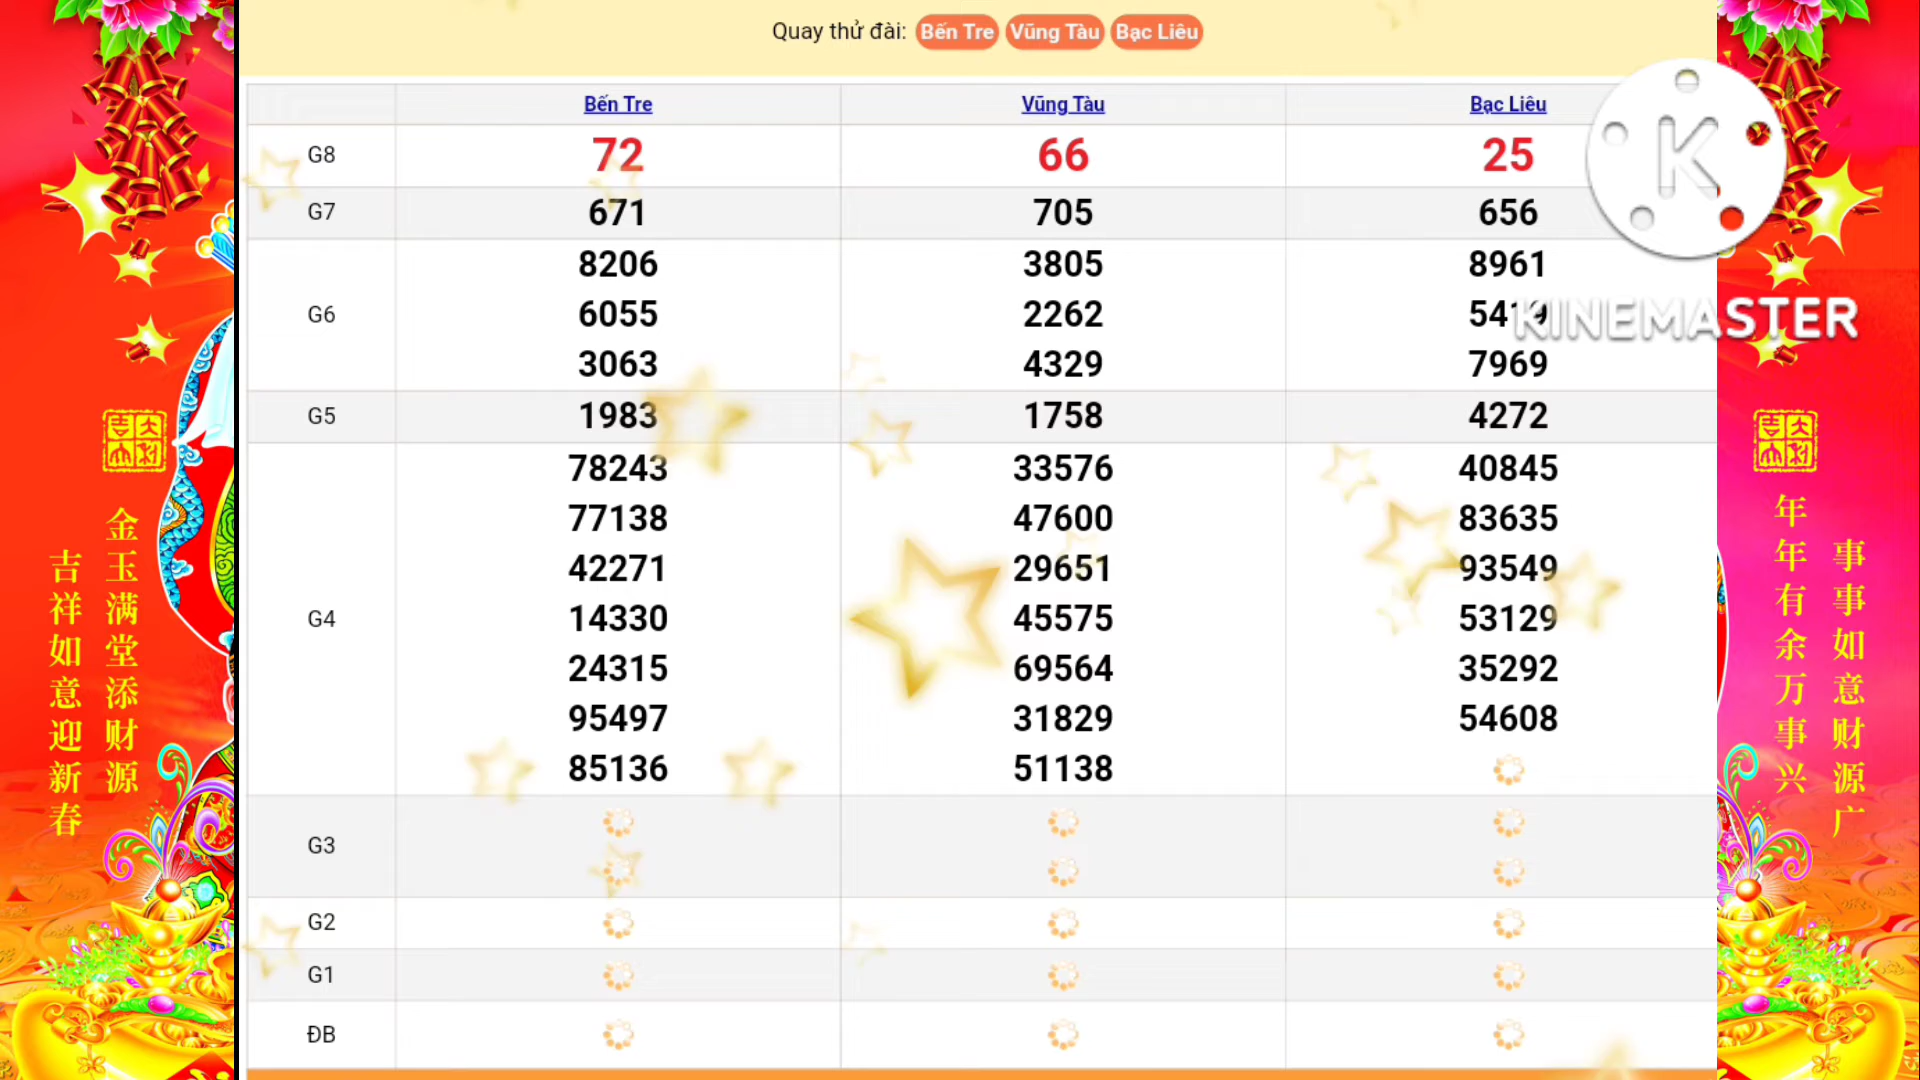 Quay thử đài: Bến Tre Vũng Tàu Bạc Liêu
Bến Tre Vũng Tàu Bạc Liêu
G8 72 66 25
G7 671 705 656
G6
8206 3805 8961
6055 2262 5419
3063 4329 7969
G5 1983 1758 4272
G4
78243 33576 40845
77138 47600 83635
42271 29651 93549
14330 45575 53129
24315 69564 35292
95497 31829 54608
85136 51138
G3
G2
G1
ĐB
K
KINEMASTER
金玉满堂添财源
吉祥如意迎新春
年年有余万事兴
事事如意财源广